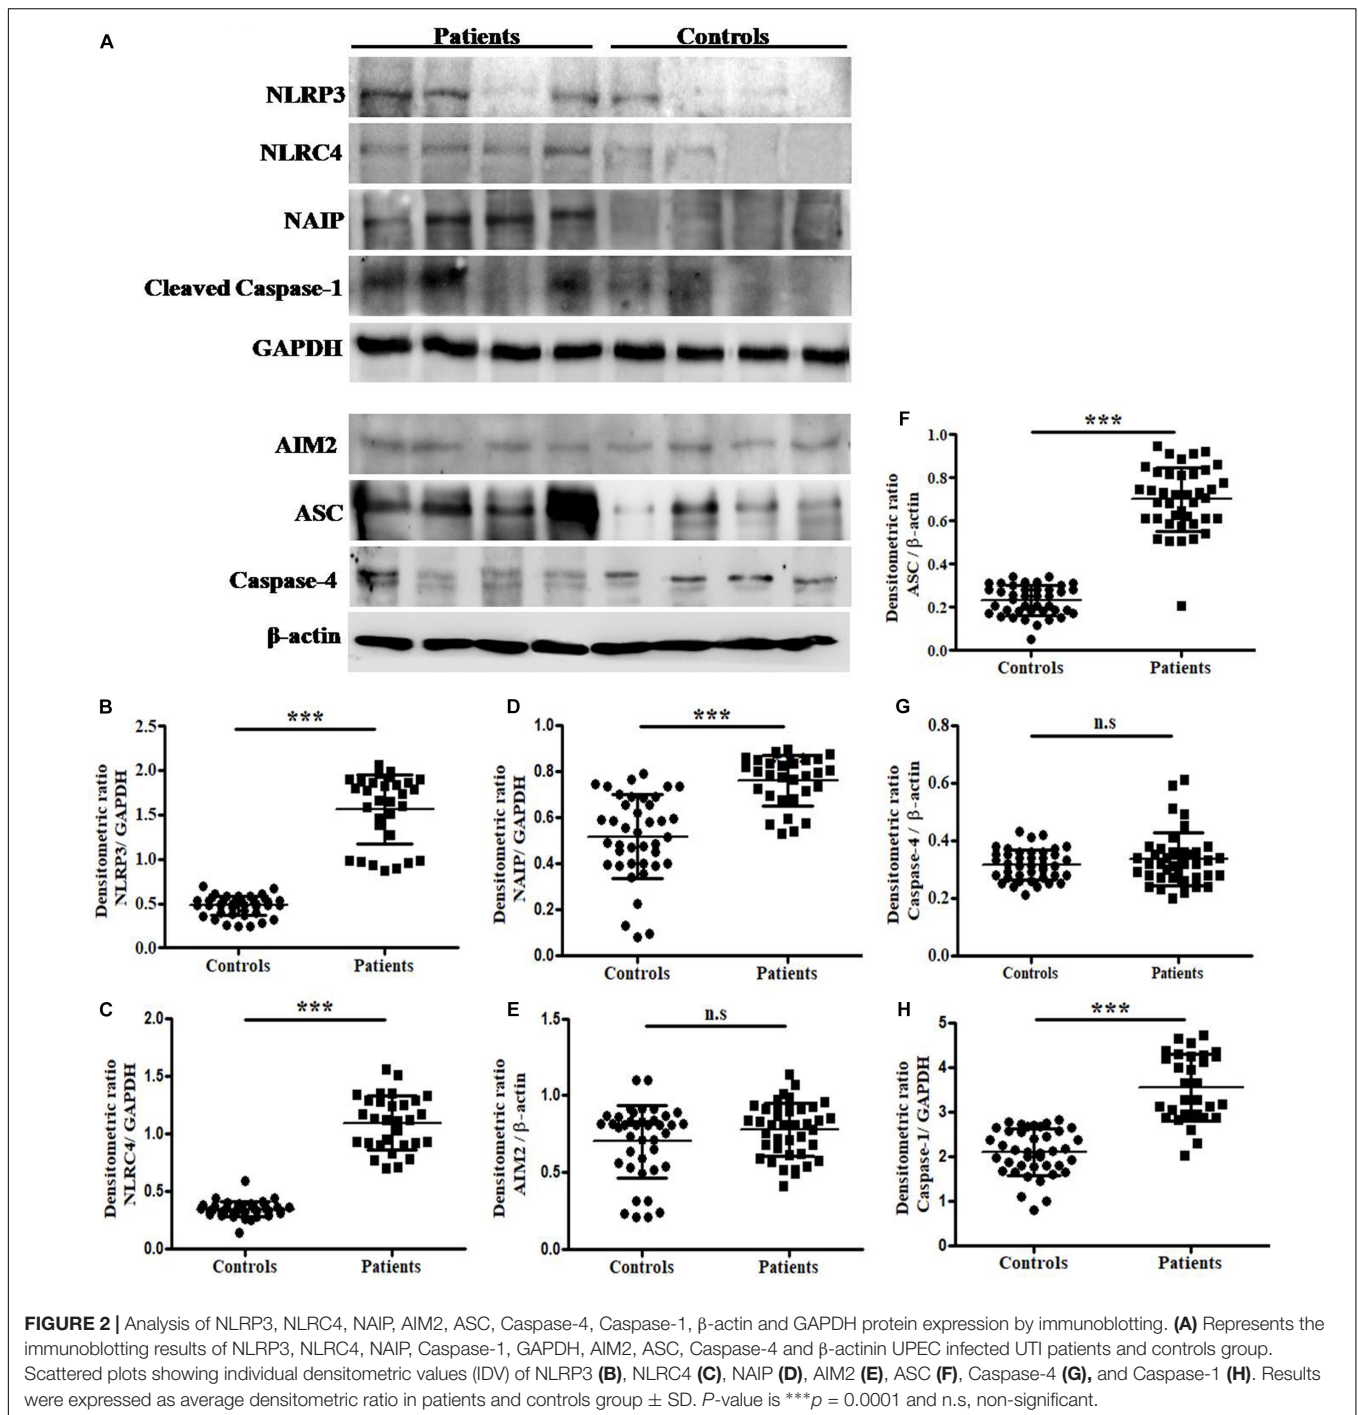 A
Patients
Controls
NLRP3
NLRC4
NAIP
Cleaved Caspase-1
GAPDH
AIM2
ASC
Caspase-4
β-actin
F
***
Densitometric ratio
ASC / β-actin
1.0
0.8
0.6
0.4
0.2
0.0
Controls
Patients
B
***
Densitometric ratio
NLRP3/ GAPDH
2.5
2.0
1.5
1.0
0.5
0.0
Controls
Patients
D
***
Densitometric ratio
NAIP/ GAPDH
1.0
0.8
0.6
0.4
0.2
0.0
Controls
Patients
G
n.s
Densitometric ratio
Caspase-4 / β-actin
0.8
0.6
0.4
0.2
0.0
Controls
Patients
C
***
Densitometric ratio
NLRC4/ GAPDH
2.0
1.5
1.0
0.5
0.0
Controls
Patients
E
n.s
Densitometric ratio
AIM2 / β-actin
1.5
1.0
0.5
0.0
Controls
Patients
H
***
Densitometric ratio
Caspase-1/ GAPDH
5
4
3
2
1
0
Controls
Patients
FIGURE 2 | Analysis of NLRP3, NLRC4, NAIP, AIM2, ASC, Caspase-4, Caspase-1, β-actin and GAPDH protein expression by immunoblotting. (A) Represents the
immunoblotting results of NLRP3, NLRC4, NAIP, Caspase-1, GAPDH, AIM2, ASC, Caspase-4 and β-actinin UPEC infected UTI patients and controls group.
Scattered plots showing individual densitometric values (IDV) of NLRP3 (B), NLRC4 (C), NAIP (D), AIM2 (E), ASC (F), Caspase-4 (G), and Caspase-1 (H). Results
were expressed as average densitometric ratio in patients and controls group ± SD. P-value is ***p = 0.0001 and n.s, non-significant.